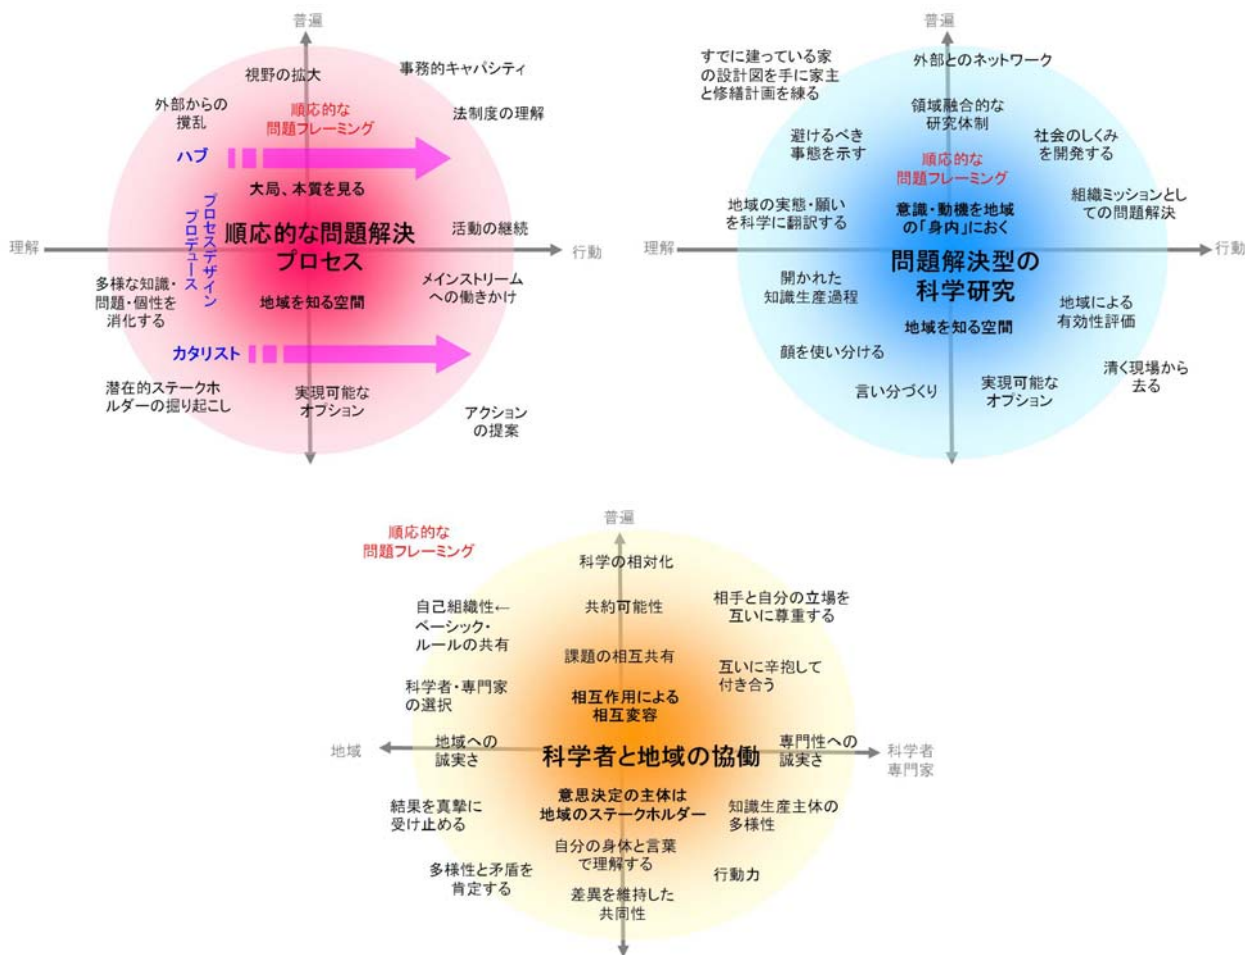 普遍
視野の拡大
事務的キャパシティ
外部からの
撹乱
順応的な
問題フレーミング
法制度の理解
ハブ
大局、本質を見る
プロセスデザイン
プロデュース
順応的な問題解決
プロセス
活動の継続
理解
行動
多様な知識・
問題・個性を
消化する
地域を知る空間
メインストリーム
への働きかけ
カタリスト
潜在的ステークホ
ルダーの掘り起こし
実現可能な
オプション
アクション
の提案
普遍
すでに建っている家
の設計図を手に家主
と修繕計画を練る
外部とのネットワーク
領域融合的な
研究体制
避けるべき
事態を示す
社会のしくみ
を開発する
順応的な
問題フレーミング
地域の実態・願い
を科学に翻訳する
意識・動機を地域
の「身内」におく
組織ミッションとし
ての問題解決
理解
行動
問題解決型の
科学研究
開かれた
知識生産過程
地域を知る空間
地域による
有効性評価
顔を使い分ける
言い分づくり
実現可能な
オプション
清く現場から
去る
普遍
順応的な
問題フレーミング
科学の相対化
自己組織性←
ベーシック・
ルールの共有
共約可能性
相手と自分の立場を
互いに尊重する
課題の相互共有
互いに辛抱して
付き合う
科学者・専門家
の選択
相互作用による
相互変容
地域
地域への
誠実さ
科学者と地域の協働
専門性への
誠実さ
科学者
専門家
結果を真摯に
受け止める
意思決定の主体は
地域のステークホルダー
知識生産主体の
多様性
自分の身体と言葉
で理解する
多様性と矛盾を
肯定する
行動力
差異を維持した
共同性